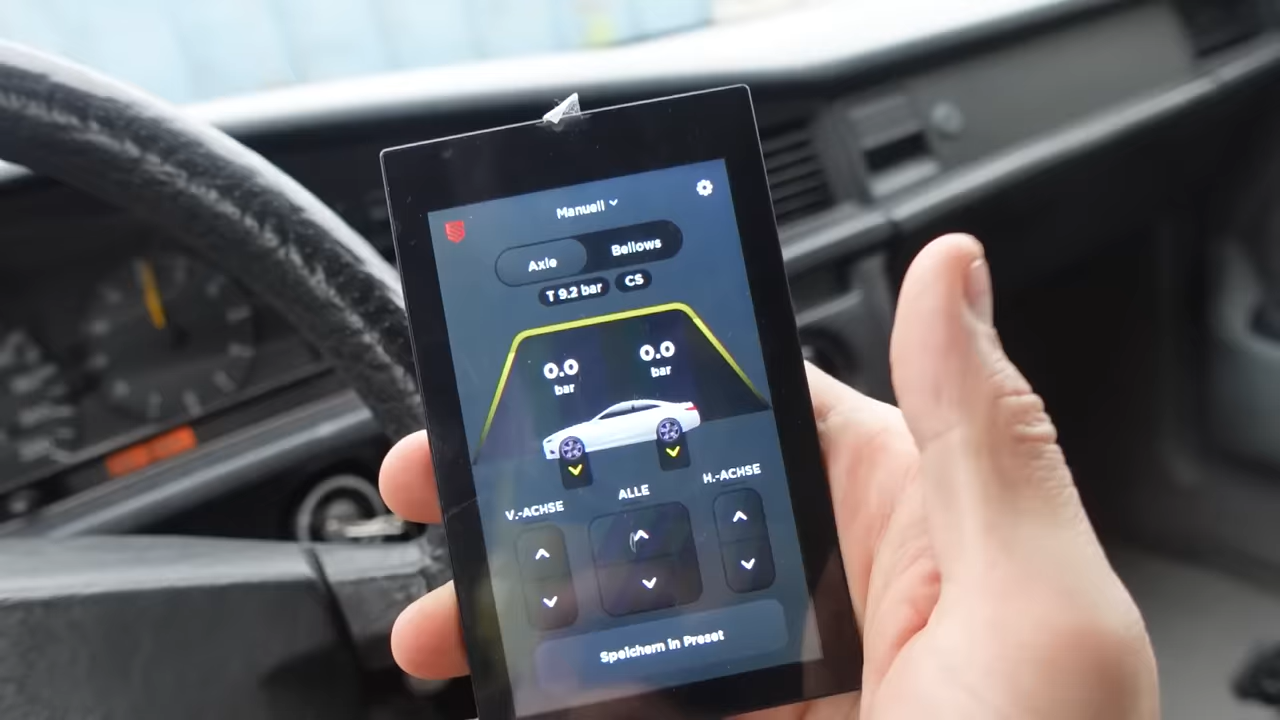 Manuell
Axle
Bellows
T 9.2 bar
CS
0.0
bar
0.0
bar
V.-ACHSE
ALLE
H.-ACHSE
Speichern in Preset